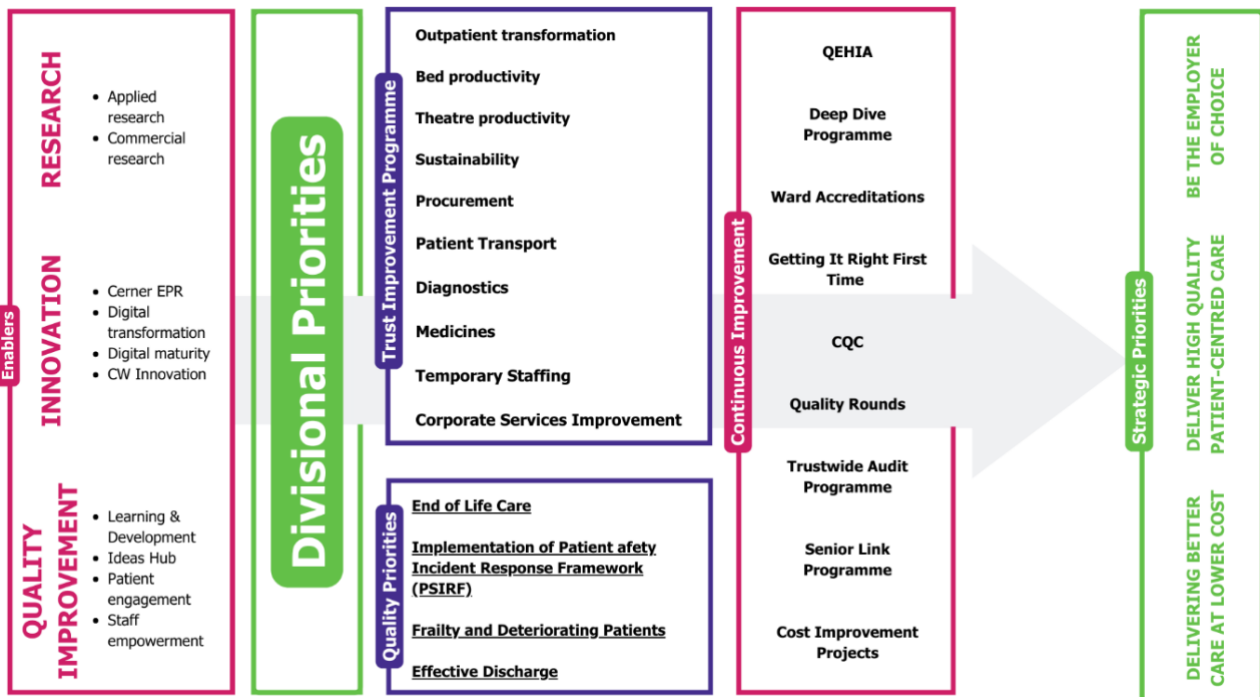 Enablers
RESEARCH
• Applied
research
• Commercial
research
INNOVATION
• Cerner EPR
• Digital
transformation
• Digital maturity
• CW Innovation
QUALITY
IMPROVEMENT
• Learning &
Development
• Ideas Hub
• Patient
engagement
• Staff
empowerment
Divisional Priorities
Trust Improvement Programme
Outpatient transformation
Bed productivity
Theatre productivity
Sustainability
Procurement
Patient Transport
Diagnostics
Medicines
Temporary Staffing
Corporate Services Improvement
Quality Priorities
End of Life Care
Implementation of Patient afety
Incident Response Framework
(PSIRF)
Frailty and Deteriorating Patients
Effective Discharge
Continuous Improvement
QEHIA
Deep Dive
Programme
Ward Accreditations
Getting It Right First
Time
CQC
Quality Rounds
Trustwide Audit
Programme
Senior Link
Programme
Cost Improvement
Projects
Strategic Priorities
BE THE EMPLOYER
OF CHOICE
DELIVER HIGH QUALITY
PATIENT-CENTRED CARE
DELIVERING BETTER
CARE AT LOWER COST